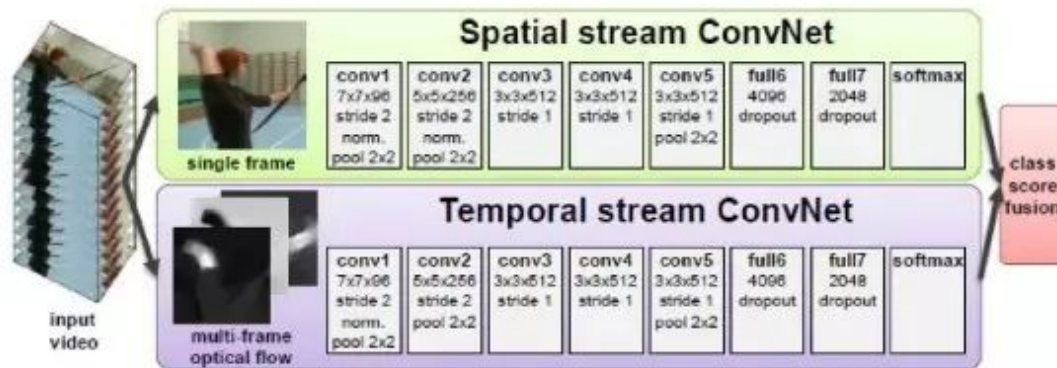 Spatial stream ConvNet
single frame
conv1
7x7x96
stride 2
norm.
pool 2x2
conv2
5x5x256
stride 2
norm.
pool 2x2
conv3
3x3x512
stride 1
conv4
3x3x512
stride 1
conv5
3x3x512
stride 1
pool 2x2
full6
4096
dropout
full7
2048
dropout
softmax
Temporal stream ConvNet
input
video
multi-frame
optical flow
conv1
7x7x96
stride 2
norm.
pool 2x2
conv2
5x5x256
stride 2
pool 2x2
conv3
3x3x512
stride 1
conv4
3x3x512
stride 1
conv5
3x3x512
stride 1
pool 2x2
full6
4096
dropout
full7
2048
dropout
softmax
class
score
fusion